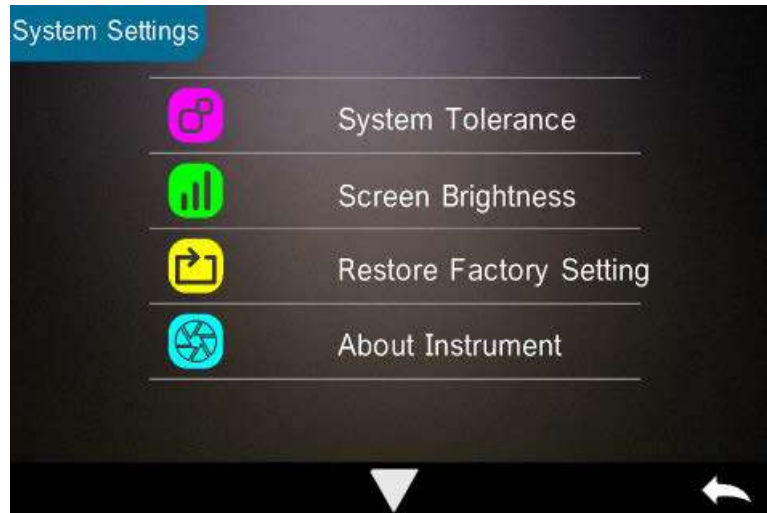 System Settings
System Tolerance
Screen Brightness
Restore Factory Setting
About Instrument